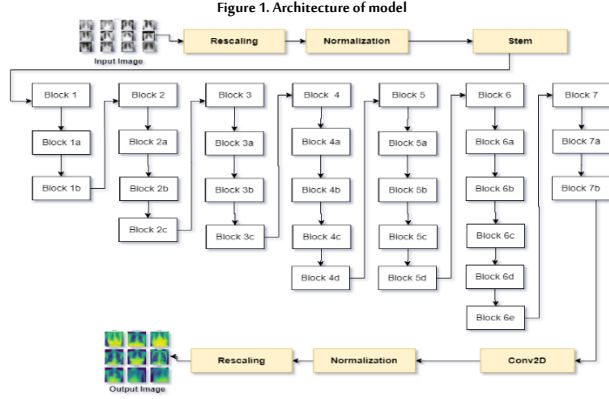 Figure 1. Architecture of model
Rescaling
Normalization
Stem
Input Image
Block 1
Block 1a
Block 1b
Block 2
Block 2a
Block 2b
Block 2c
Block 3
Block 3a
Block 3b
Block 3c
Block 4
Block 4a
Block 4b
Block 4c
Block 4d
Block 5
Block 5a
Block 5b
Block 5c
Block 5d
Block 6
Block 6a
Block 6b
Block 6c
Block 6d
Block 6e
Block 7
Block 7a
Block 7b
Conv2D
Normalization
Rescaling
Output Image